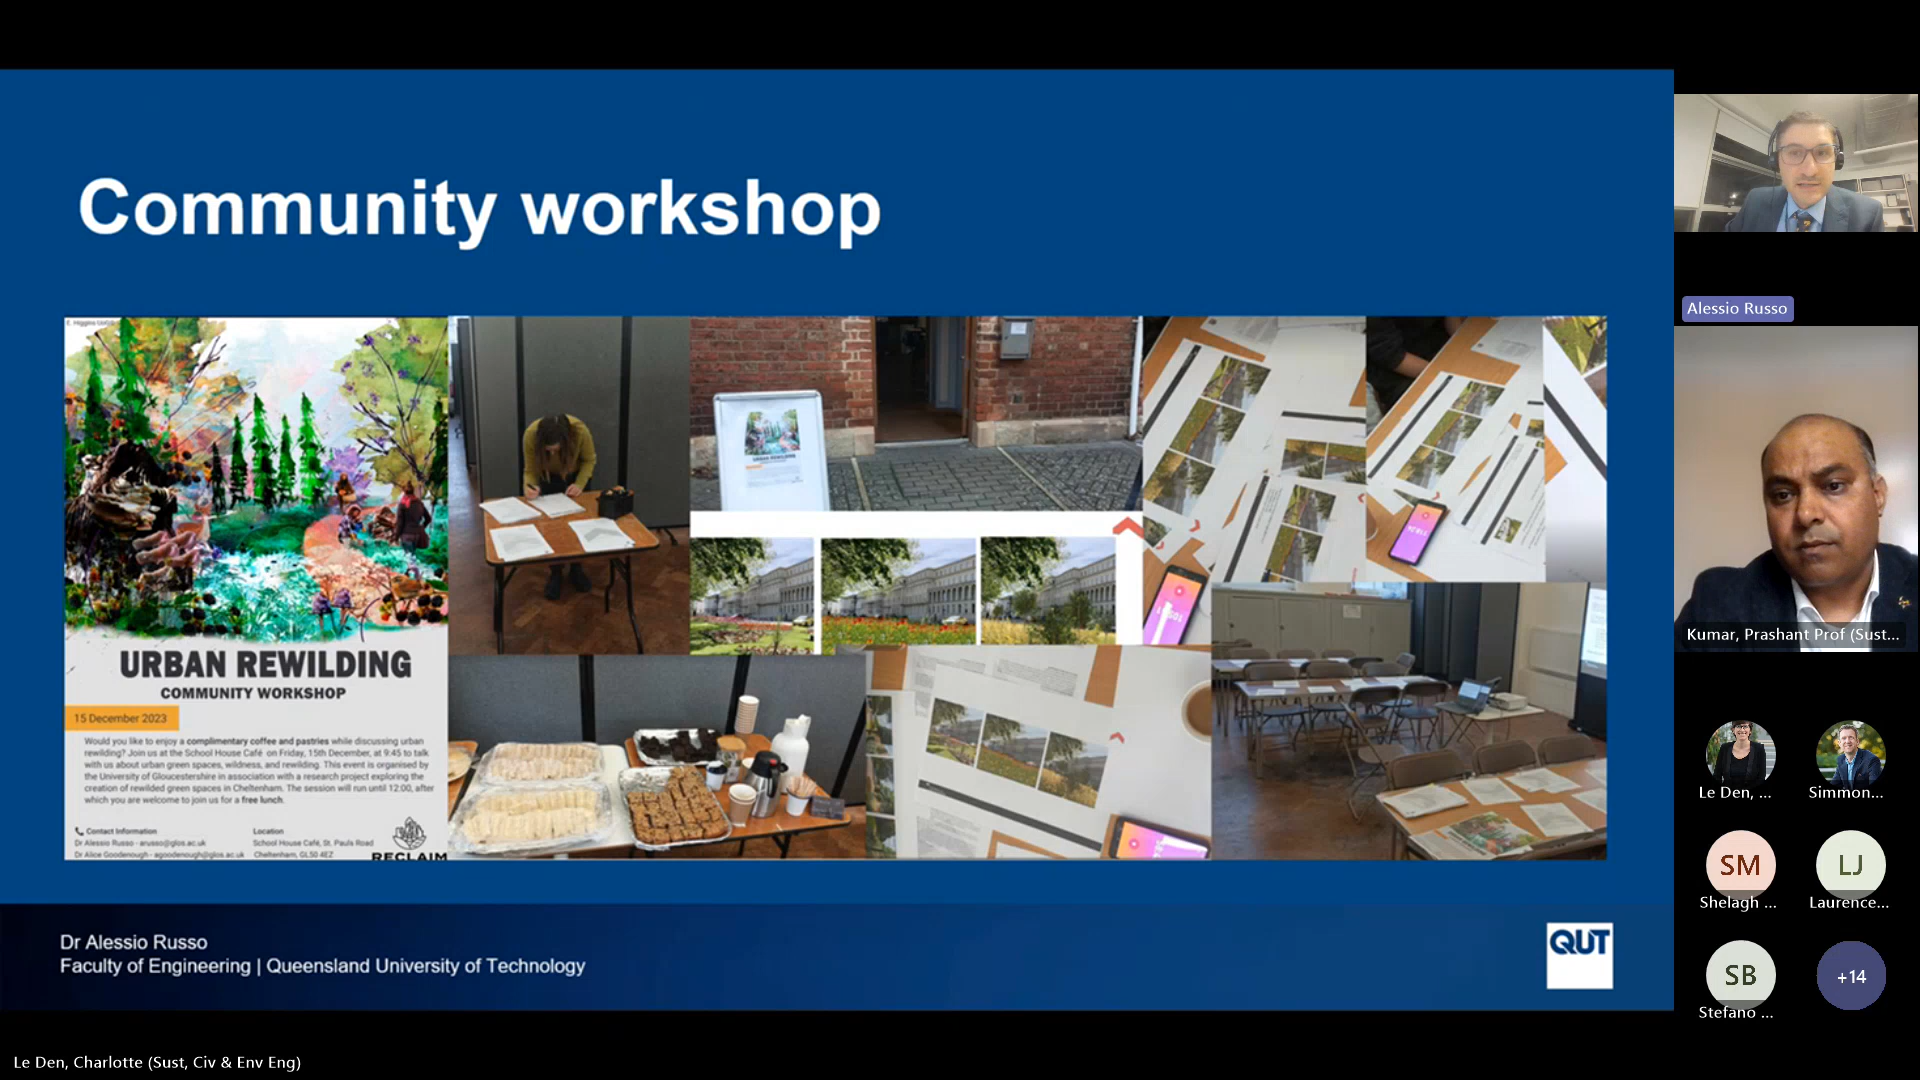 Community workshop
E. Higgins
URBAN REWILDING
COMMUNITY WORKSHOP
15 December 2023
Would you like to enjoy a complimentary coffee and pastries while discussing urban
rewilding? Join us at the School House Café on Friday, 15th December, at 9:45 to talk
with us about urban green spaces, wildness, and rewilding. This event is organised by
the University of Gloucestershire in association with a research project exploring the
creation of rewilded green spaces in Cheltenham. The session will run until 12:00, after
which you are welcome to join us for a free lunch.
Contact Information
Dr Alessio Russo - arusso@glos.ac.uk
Dr Alice Goodenough - agoodenough@glos.ac.uk
Location
School House Café, St. Pauls Road
Cheltenham, GL50 4EZ
RECLAIM
URBAN REWILDING
Dr Alessio Russo
Faculty of Engineering | Queensland University of Technology
QUT
Alessio Russo
Kumar, Prashant Prof (Sust...
Le Den, ...
Simmon...
SM
LJ
Shelagh ...
Laurence...
SB
+14
Stefano ...
Le Den, Charlotte (Sust, Civ & Env Eng)